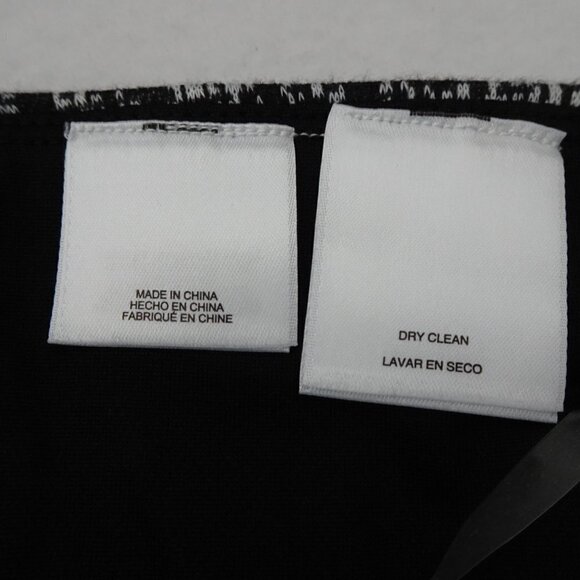 MADE IN CHINA
HECHO EN CHINA
FABRIQUÉ EN CHINE
DRY CLEAN
LAVAR EN SECO